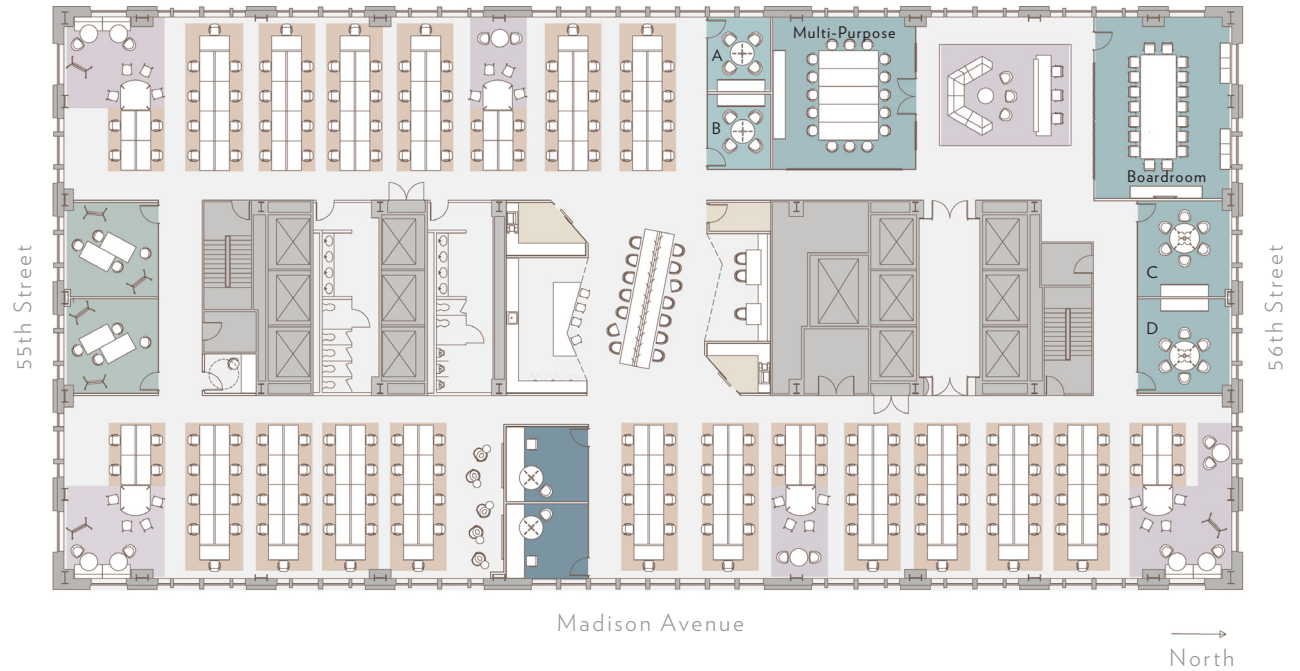 Multi-Purpose
A
B
Boardroom
C
D
55th Street
56th Street
Madison Avenue
North